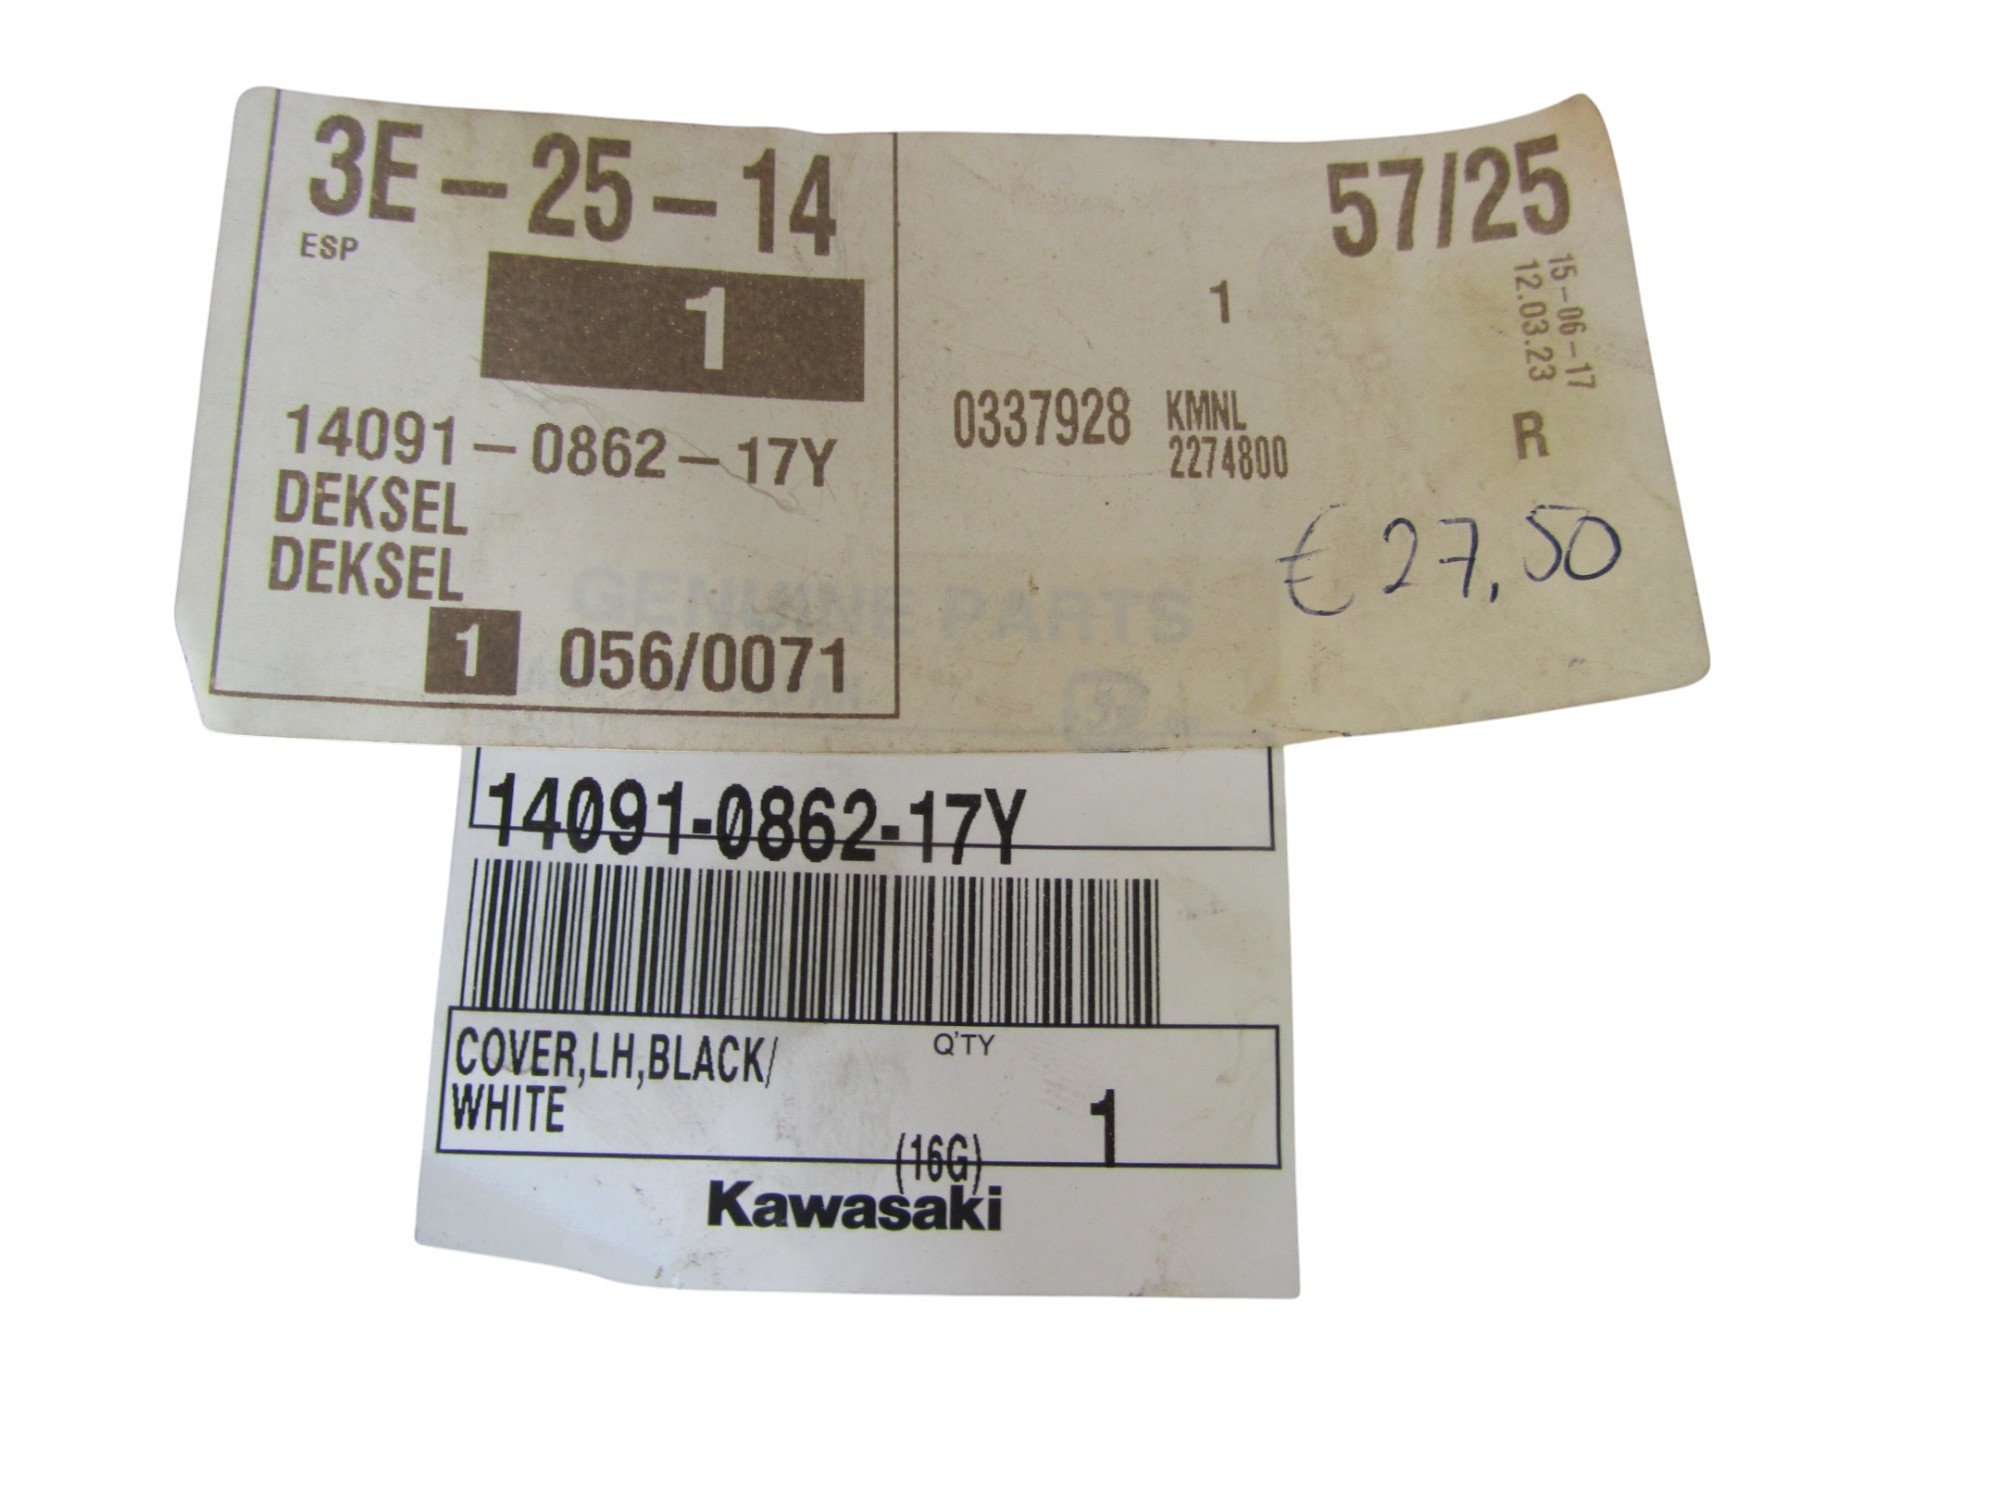 3E-25-14
ESP
1
14091-0862-17Y
DEKSEL
DEKSEL
1 056/0071
57/25
15-06-17
12.03.23
1
0337928 KMNL
2274800
R
€ 27,50
GENUINE PARTS
14091-0862-17Y
COVER,LH,BLACK/
WHITE
Q'TY
1
(16G)
Kawasaki